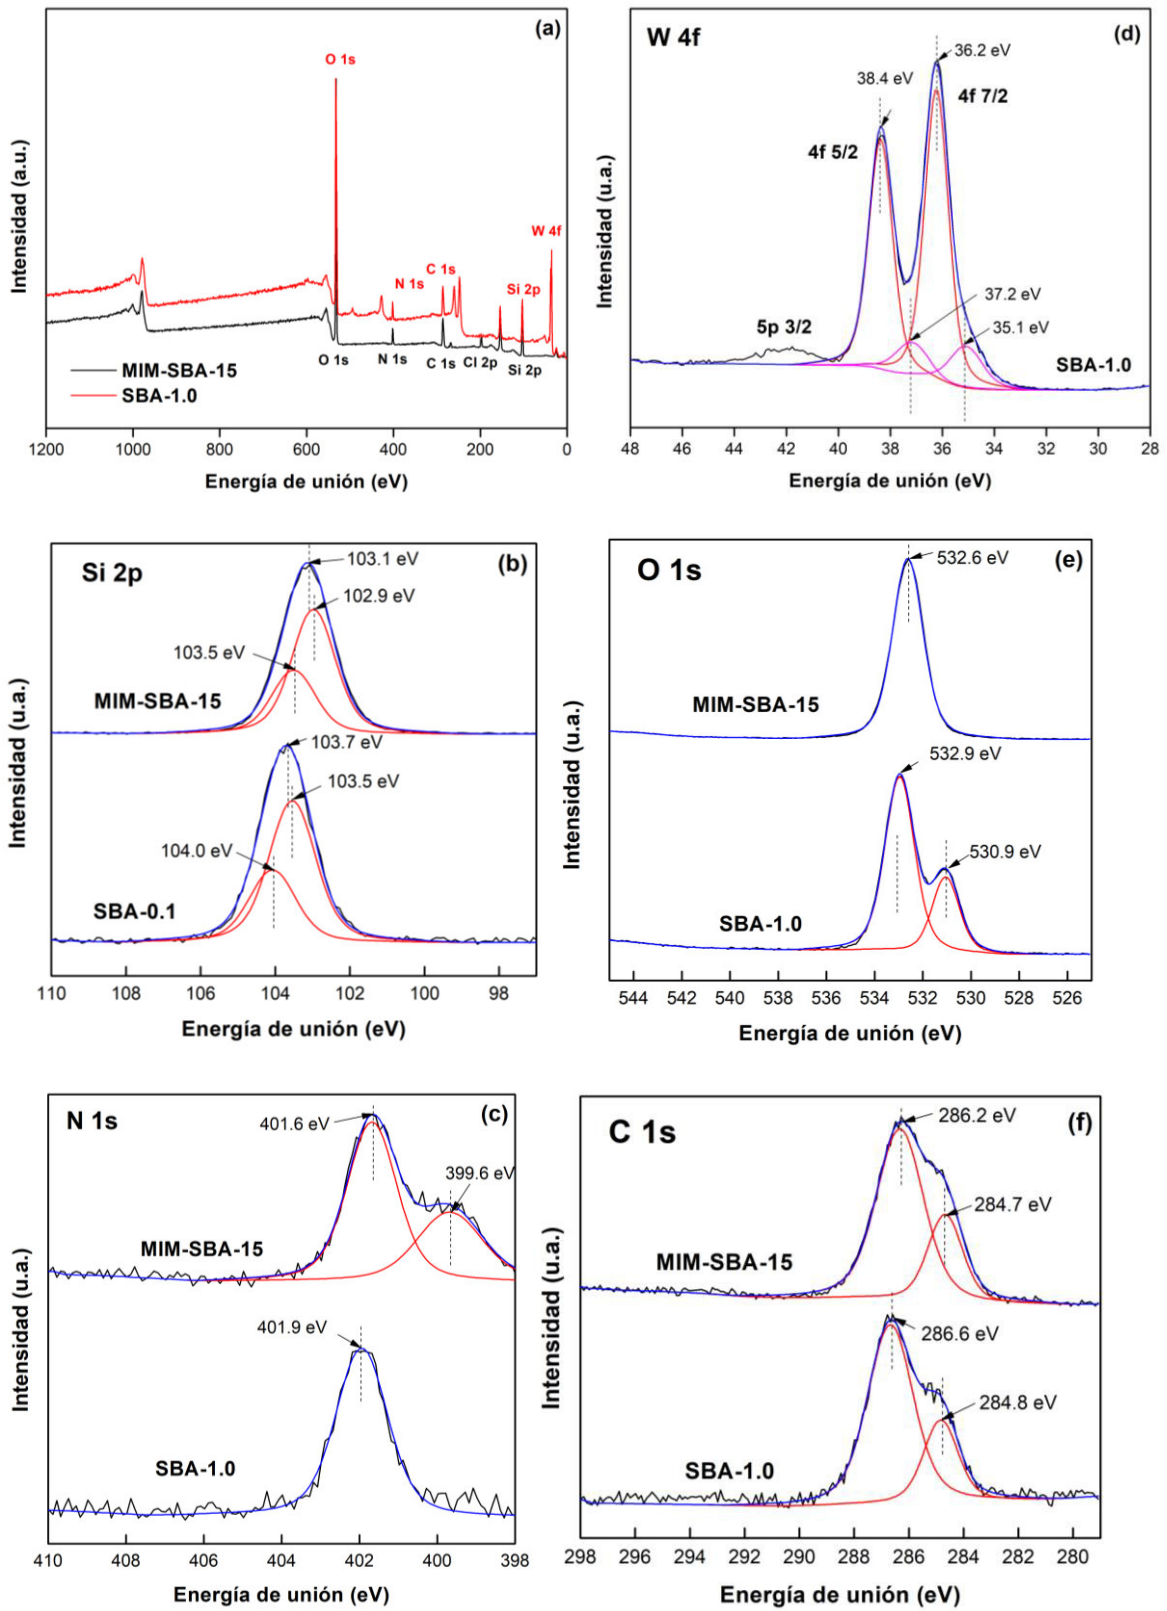 (a)
O 1s
W 4f
C 1s
N 1s
Si 2p
O 1s
N 1s
C 1s
Cl 2p
Si 2p
MIM-SBA-15
SBA-1.0
Intensidad (a.u.)
1200 1000 800 600 400 200 0
Energía de unión (eV)
W 4f
(d)
36.2 eV
38.4 eV
4f 7/2
4f 5/2
37.2 eV
5p 3/2
35.1 eV
SBA-1.0
Intensidad (u.a.)
48 44 42 40 38 36 34 32 30 28
Energía de unión (eV)
Si 2p
(b)
103.1 eV
102.9 eV
103.5 eV
MIM-SBA-15
103.7 eV
103.5 eV
104.0 eV
SBA-0.1
Intensidad (u.a.)
110 108 106 104 102 100 98
Energía de unión (eV)
O 1s
(e)
532.6 eV
MIM-SBA-15
532.9 eV
530.9 eV
SBA-1.0
Intensidad (u.a.)
544 542 540 538 536 534 532 530 528 526
Energía de unión (eV)
N 1s
(c)
401.6 eV
399.6 eV
MIM-SBA-15
401.9 eV
SBA-1.0
Intensidad (u.a.)
410 408 406 404 402 400 398
Energía de unión (eV)
C 1s
(f)
286.2 eV
284.7 eV
MIM-SBA-15
286.6 eV
284.8 eV
SBA-1.0
Intensidad (u.a.)
298 296 294 292 290 288 286 284 282 280
Energía de unión (eV)